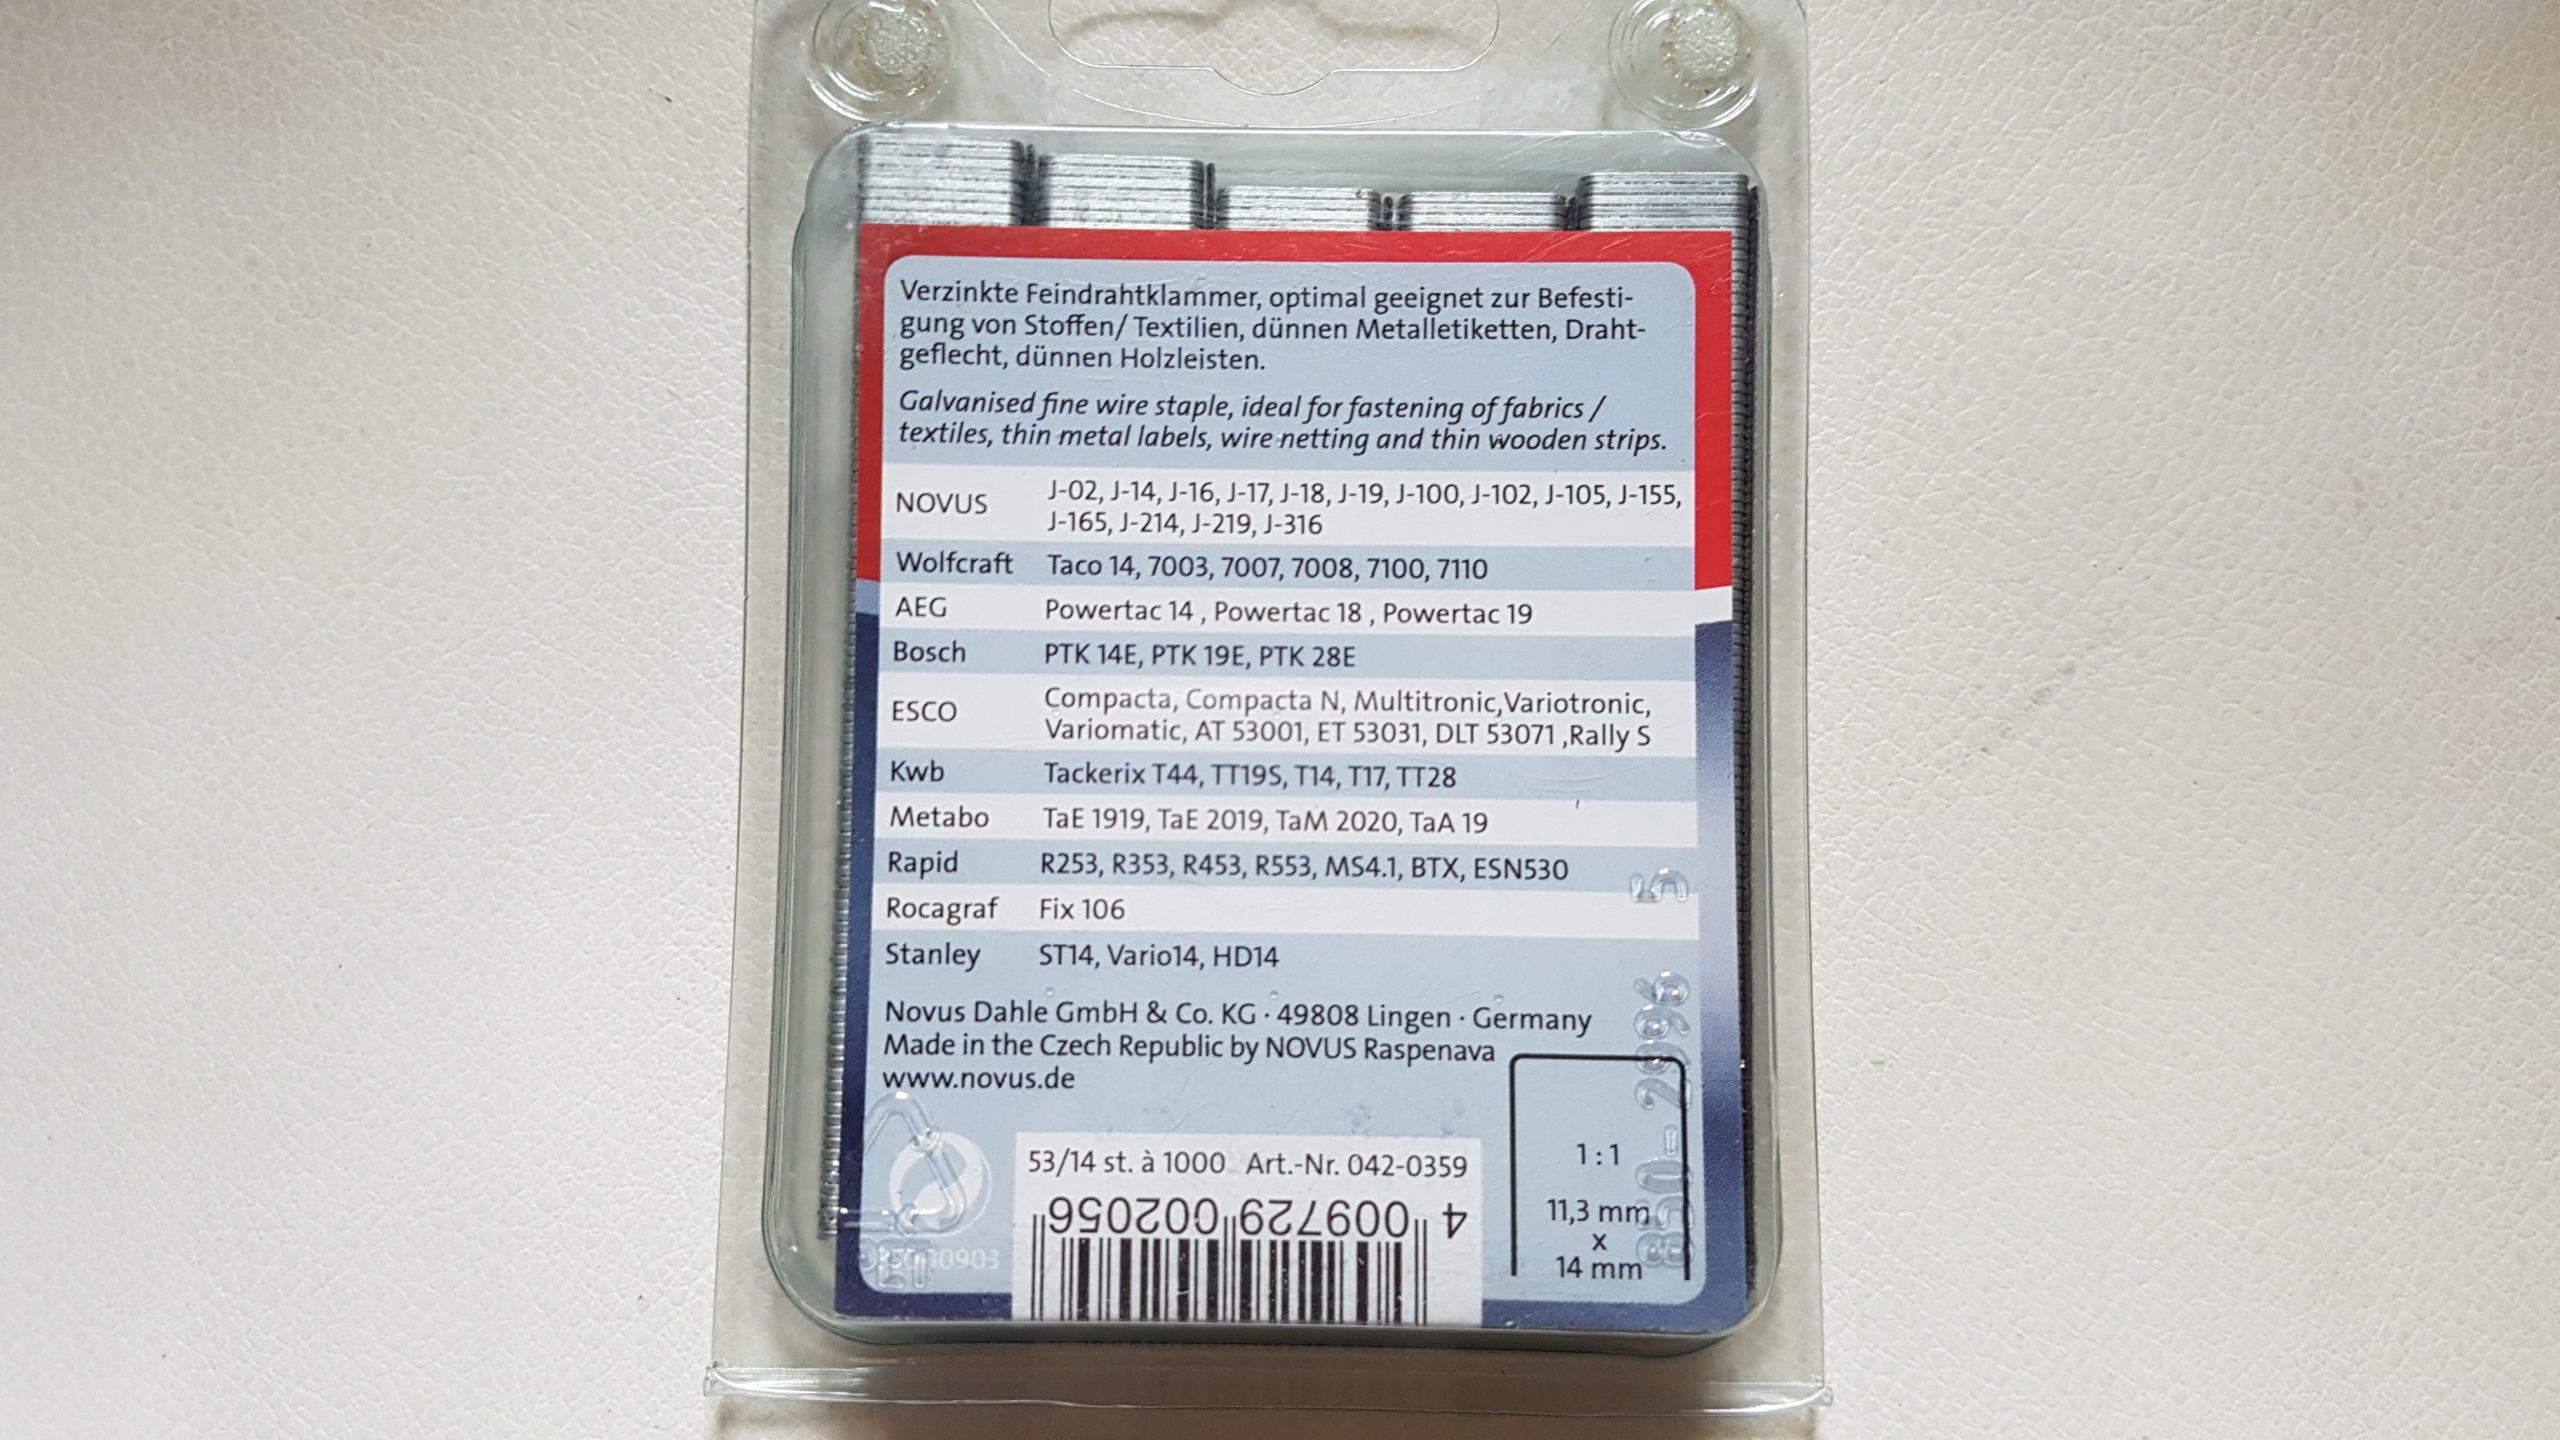 Verzinkte Feindrahtklammer, optimal geeignet zur Befesti-
gung von Stoffen/ Textilien, dünnen Metalletiketten, Draht-
geflecht, dünnen Holzleisten.
Galvanised fine wire staple, ideal for fastening of fabrics /
textiles, thin metal labels, wire netting and thin wooden strips.
NOVUS J-02, J-14, J-16, J-17, J-18, J-19, J-100, J-102, J-105, J-155,
J-165, J-214, J-219, J-316
Wolfcraft Taco 14, 7003, 7007, 7008, 7100, 7110
AEG Powertac 14 , Powertac 18 , Powertac 19
Bosch PTK 14E, PTK 19E, PTK 28E
ESCO Compacta, Compacta N, Multitronic,Variotronic,
Variomatic, AT 53001, ET 53031, DLT 53071 ,Rally S
Kwb Tackerix T44, TT19S, T14, T17, TT28
Metabo TaE 1919, TaE 2019, TaM 2020, TaA 19
Rapid R253, R353, R453, R553, MS4.1, BTX, ESN530
Rocagraf Fix 106
Stanley ST14, Vario14, HD14
Novus Dahle GmbH & Co. KG · 49808 Lingen · Germany
Made in the Czech Republic by NOVUS Raspenava
www.novus.de
53/14 st. à 1000 Art.-Nr. 042-0359
4 009729 002056
1 : 1
11,3 mm
x
14 mm